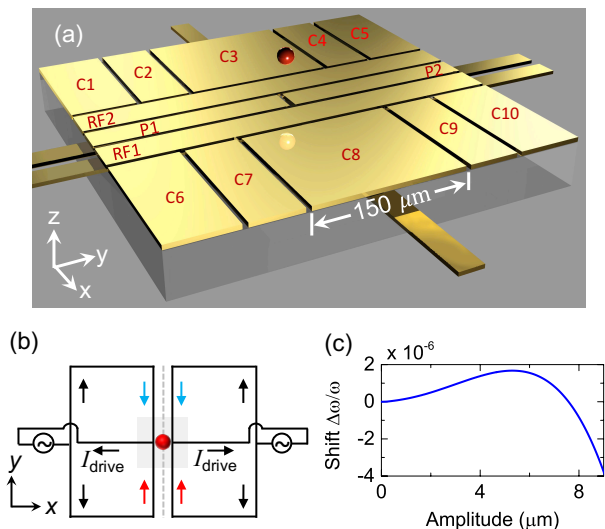 (a)
C1
C2
C3
C4
C5
RF2
P1
P2
RF1
C6
C7
C8
C9
C10
150 μm
z
y
x
(b)
I_drive
I_drive
y
x
(c)
x 10^-6
2
0
-2
-4
Shift Δω/ω
0
4
8
Amplitude (μm)